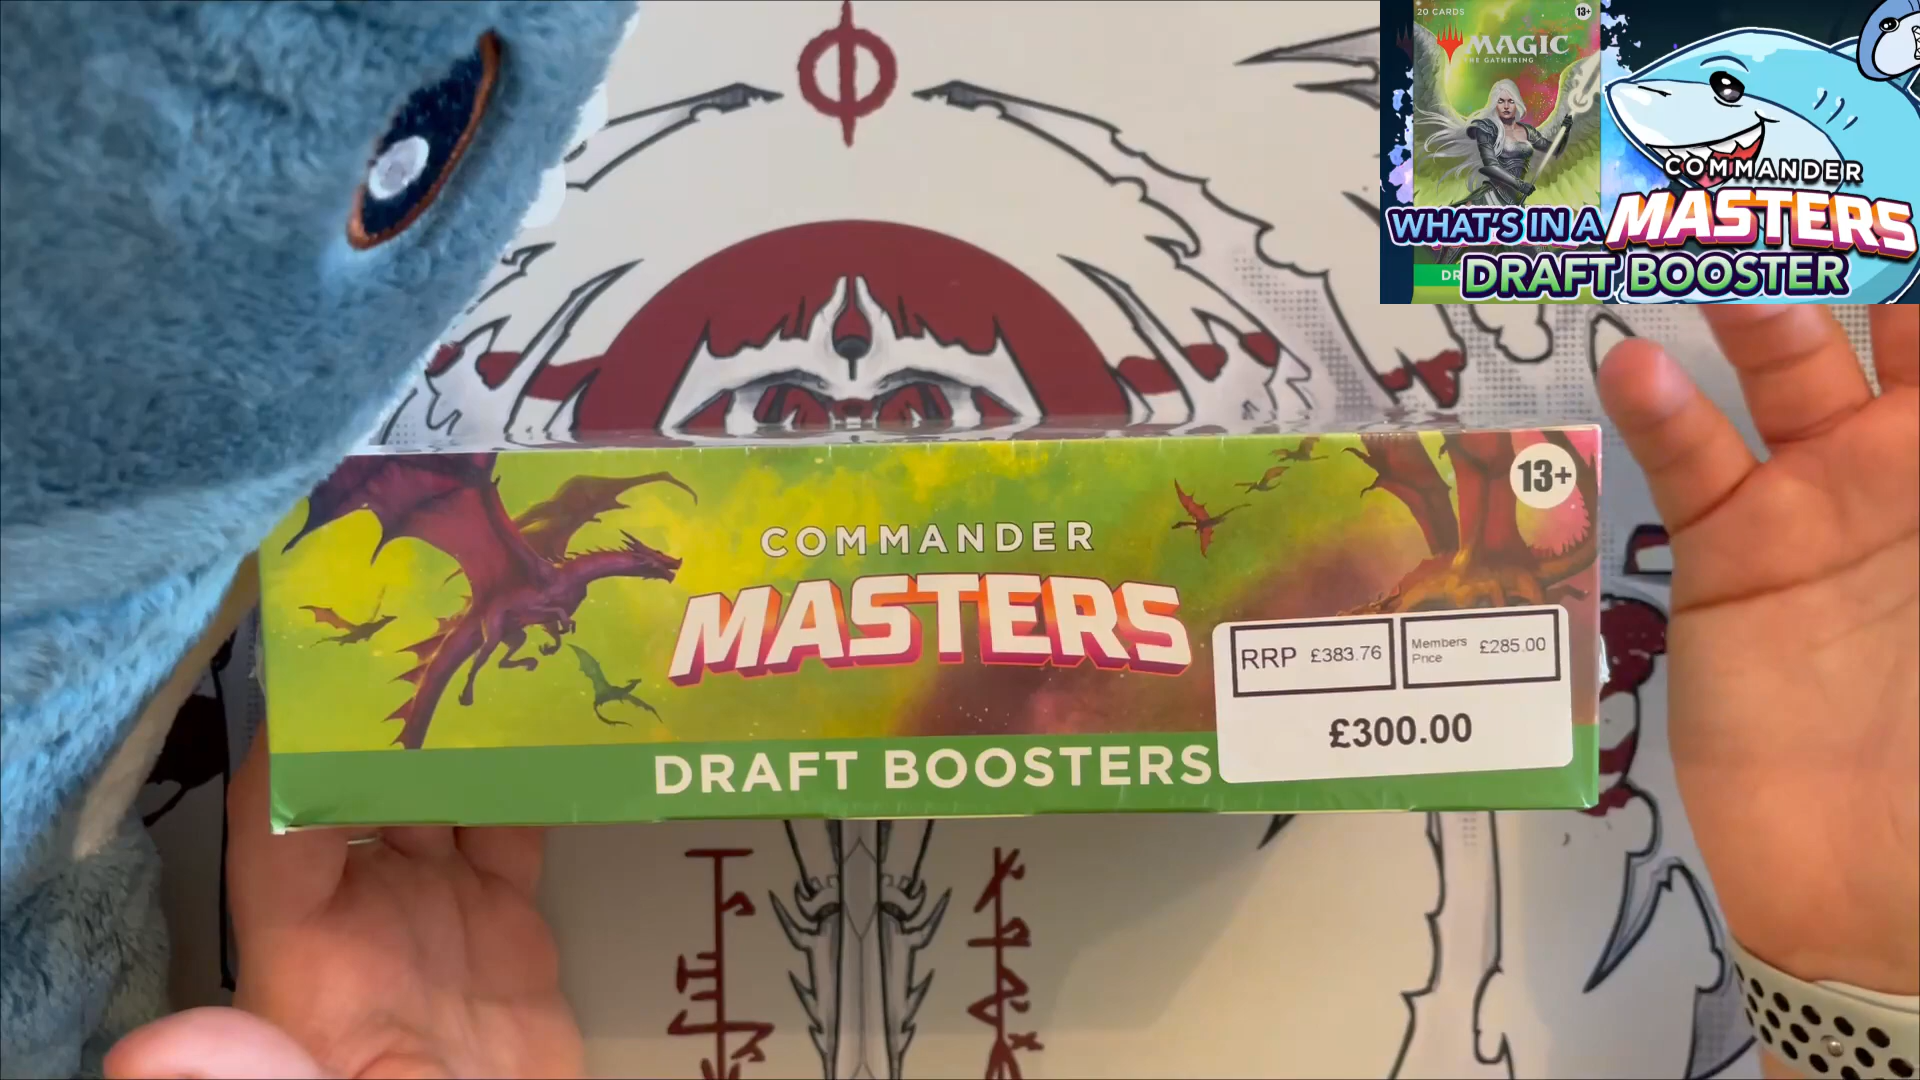 20 CARDS
13+
MAGIC
THE GATHERING
COMMANDER
WHAT'S IN A MASTERS
DR
DRAFT BOOSTER
13+
COMMANDER
MASTERS
RRP £383.76
Members Price £285.00
£300.00
DRAFT BOOSTERS